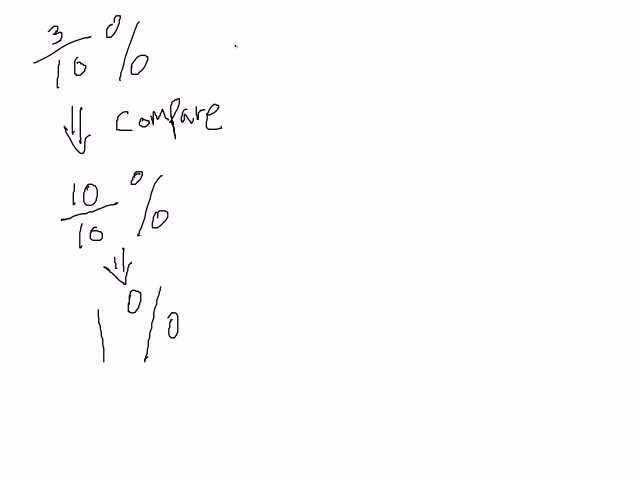 3/10 %
⇓ compare
10/10 %
⇓
1 %